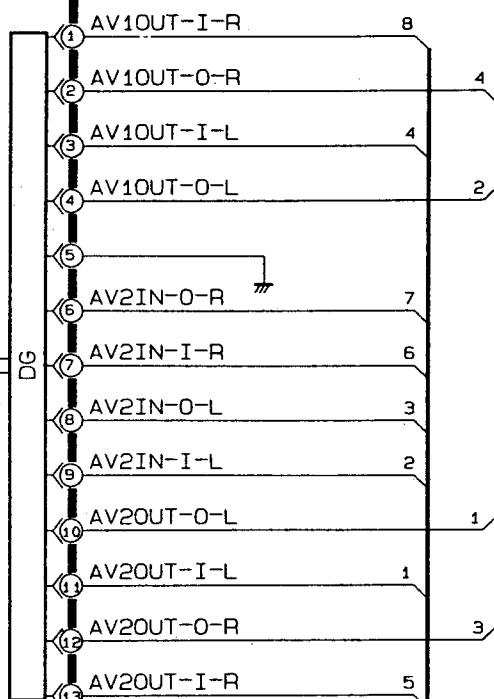 1 AV1OUT-I-R 8
2 AV1OUT-O-R 4
3 AV1OUT-I-L 4
4 AV1OUT-O-L 2
5
6 AV2IN-O-R 7
DG
7 AV2IN-I-R 6
8 AV2IN-O-L 3
9 AV2IN-I-L 2
10 AV2OUT-O-L 1
11 AV2OUT-I-L 1
12 AV2OUT-O-R 3
13 AV2OUT-I-R 5